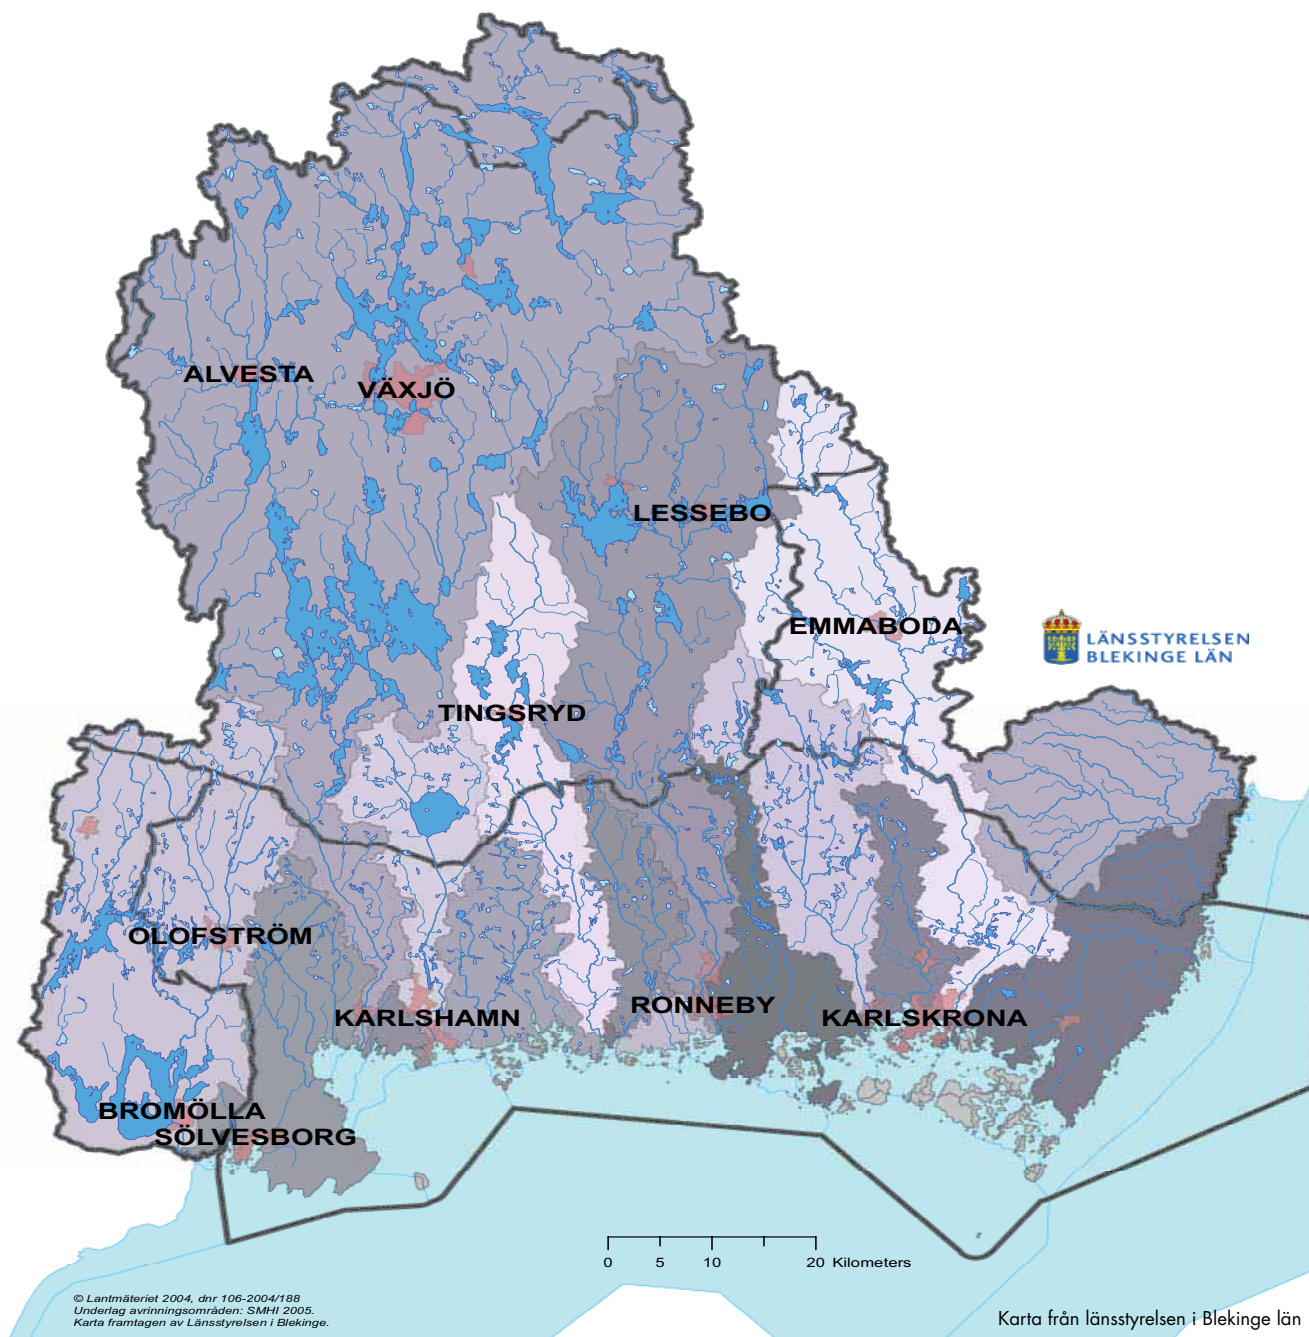 ALVESTA
VÄXJÖ
LESSEBO
EMMABODA
LÄNSSTYRELSEN
BLEKINGE LÄN
TINGSRYD
OLOFSTRÖM
KARLSHAMN
RONNEBY
KARLSKRONA
BROMÖLLA
SÖLVESBORG
0 5 10 20 Kilometers
© Lantmäteriet 2004, dnr 106-2004/188
Underlag avrinningsområden: SMHI 2005.
Karta framtagen av Länsstyrelsen i Blekinge.
Karta från länsstyrelsen i Blekinge län